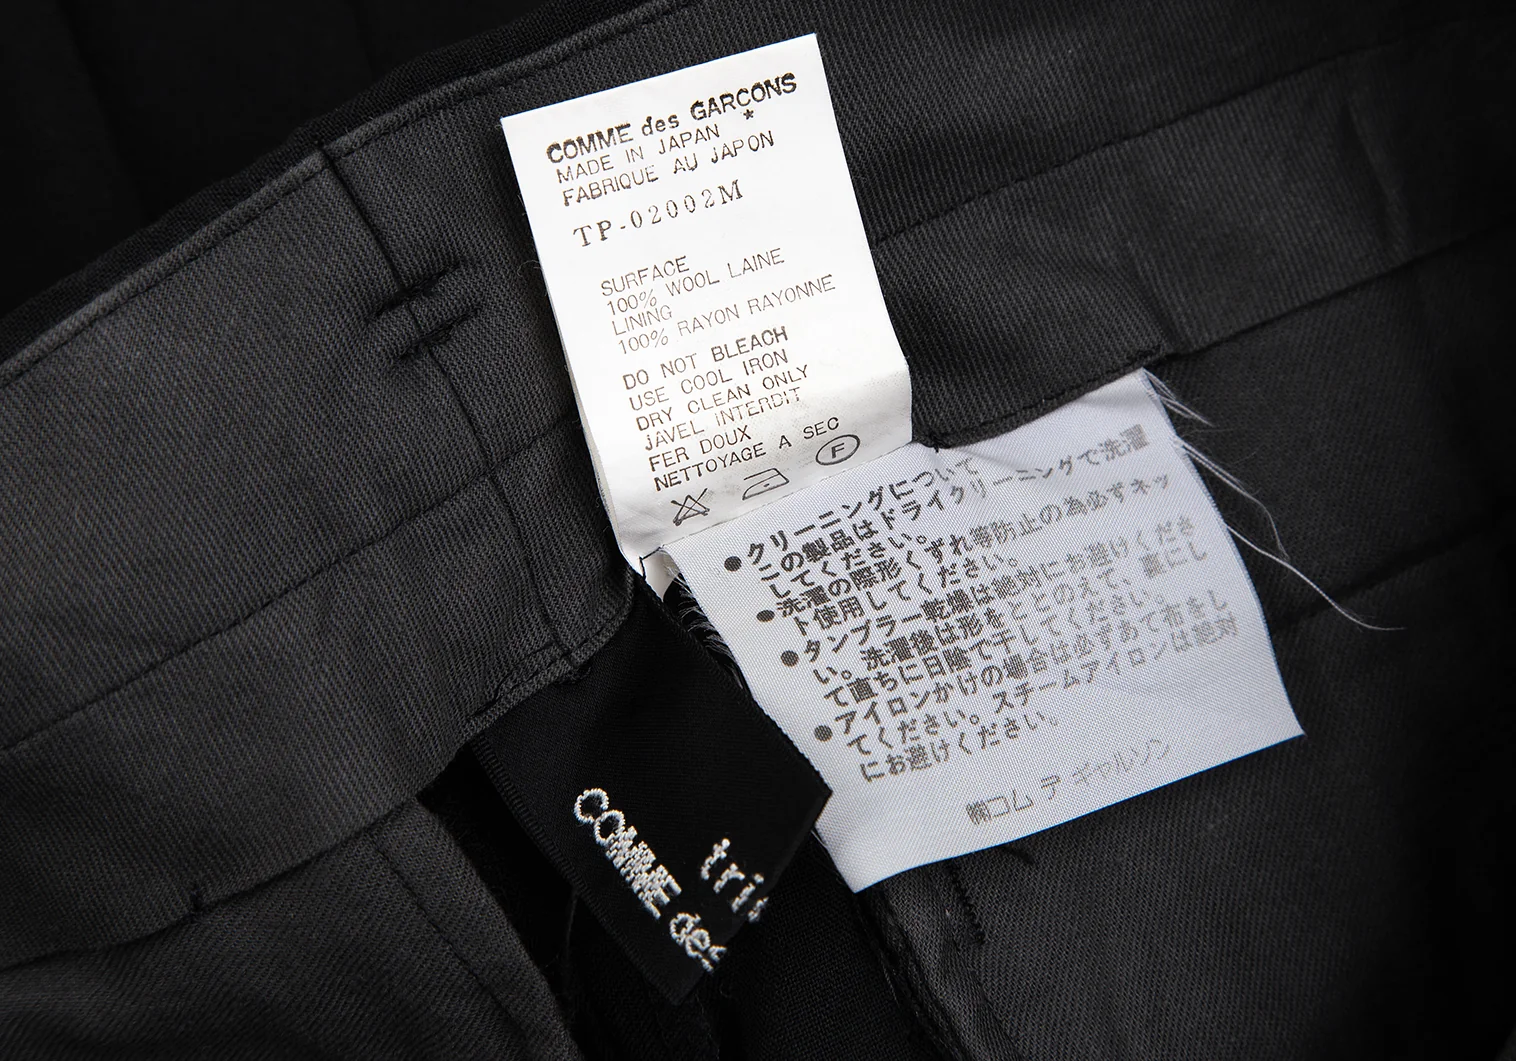 COMME des GARCONS
*
MADE IN JAPAN
FABRIQUE AU JAPON
TP-02002M
SURFACE
100% WOOL LAINE
LINING
100% RAYON RAYONNE
DO NOT BLEACH
USE COOL IRON
DRY CLEAN ONLY
JAVEL INTERDIT
FER DOUX
NETTOYAGE A SEC
F
●クリーニングについて
この製品はドライクリーニングで洗濯
してください。
●洗濯の際形くずれ等防止の為必ずネッ
ト使用してください。
●タンブラー乾燥は絶対にお避けくださ
い。洗濯後は形をととのえて、直にし
て直ちに日陰で干してください。
●アイロンかけの場合は必ずあて布をし
てください。スチームアイロンは絶対
にお避けください。
㈱コム デ ギャルソン
tri
COMME des